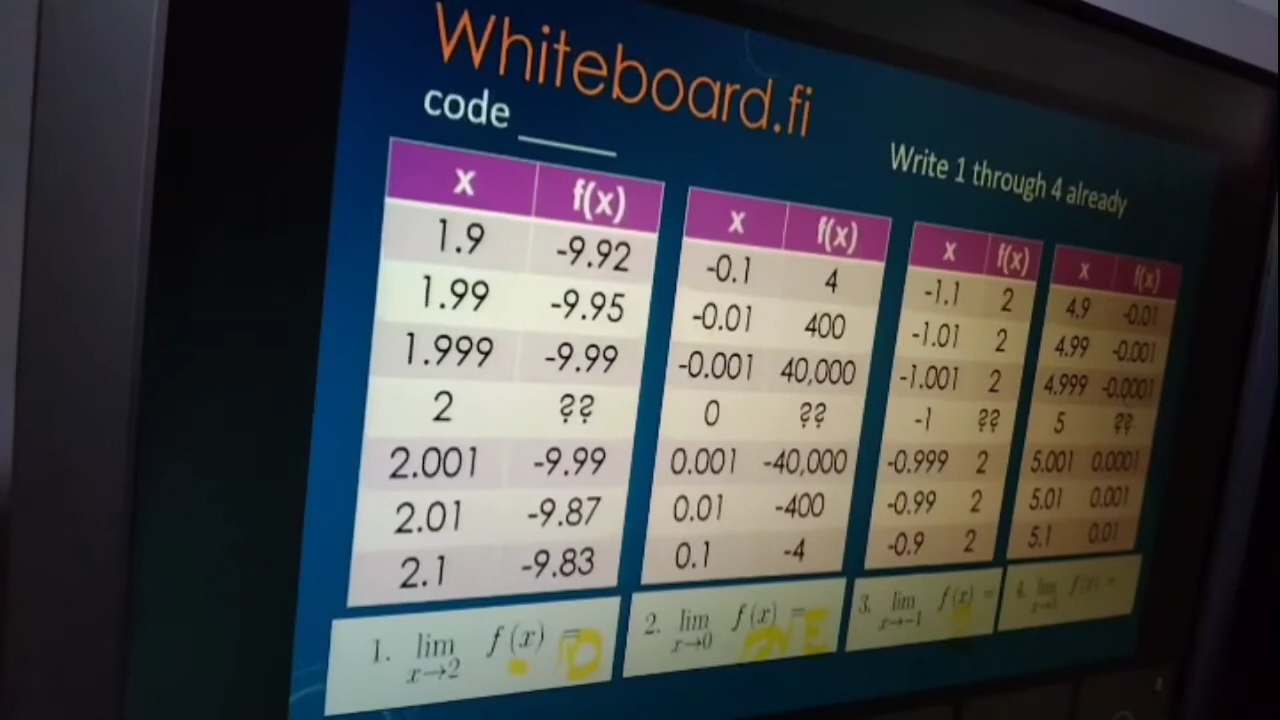 Whiteboard.fi
code ____
Write 1 through 4 already
x f(x)
1.9 -9.92
1.99 -9.95
1.999 -9.99
2 ??
2.001 -9.99
2.01 -9.87
2.1 -9.83
x f(x)
-0.1 4
-0.01 400
-0.001 40,000
0 ??
0.001 -40,000
0.01 -400
0.1 -4
x f(x)
-1.1 2
-1.01 2
-1.001 2
-1 ??
-0.999 2
-0.99 2
-0.9 2
x f(x)
4.9 -0.01
4.99 -0.001
4.999 -0.0001
5 ??
5.001 0.0001
5.01 0.001
5.1 0.01
1. lim f(x) =
x→2
2. lim f(x) = DNE
x→0
3. lim f(x) =
x→-1
4. lim f(x) =